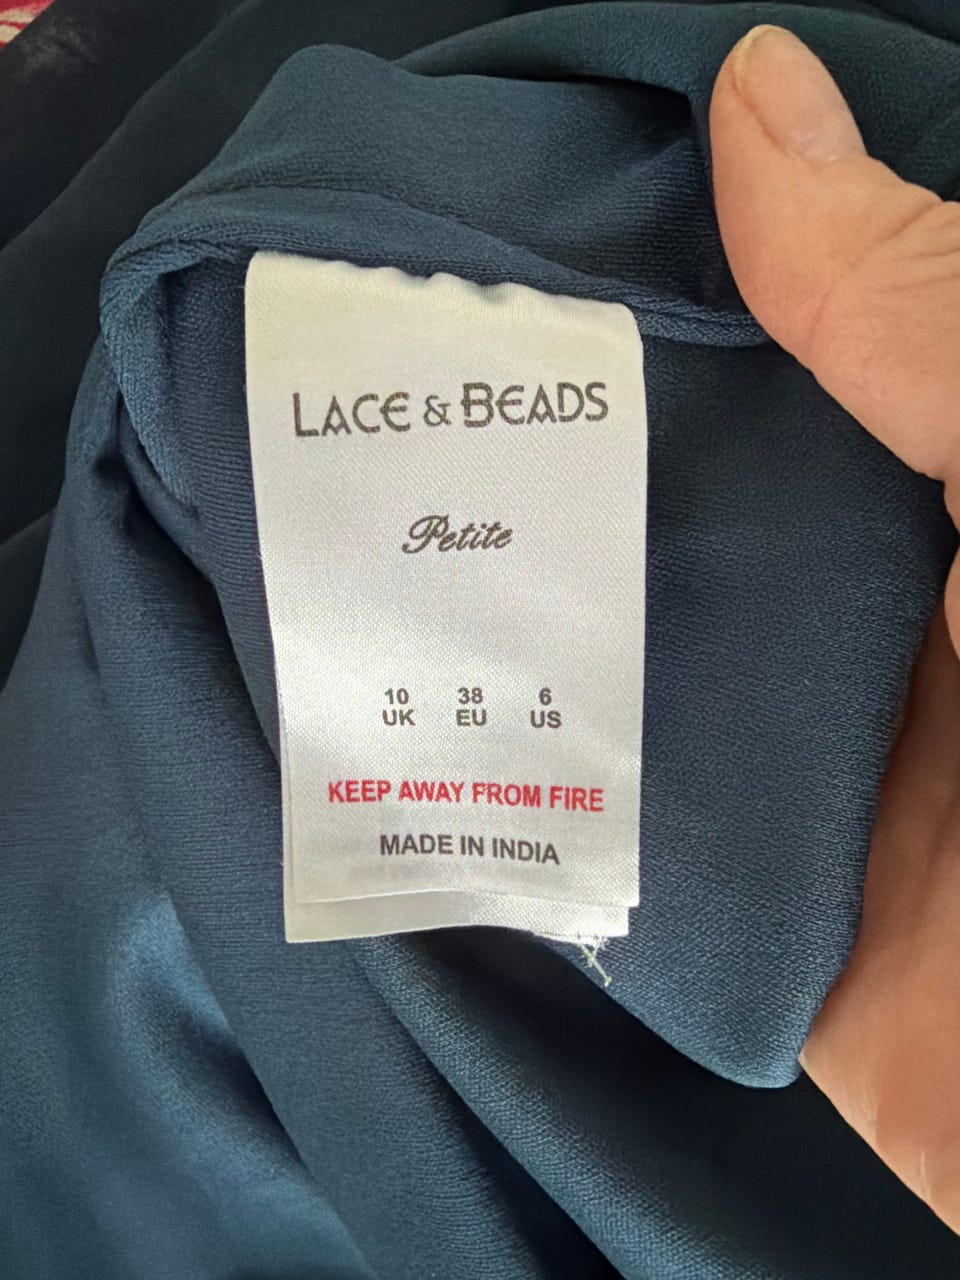 LACE & BEADS
Petite
10 38 6
UK EU US
KEEP AWAY FROM FIRE
MADE IN INDIA